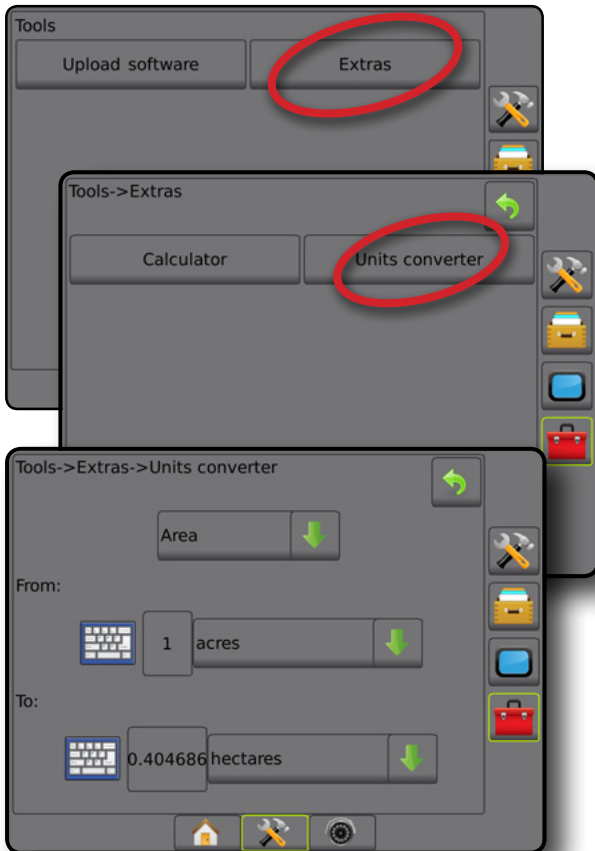 Tools
Upload software Extras
Tools->Extras
Calculator Units converter
Tools->Extras->Units converter
Area
From:
1 acres
To:
0.404686 hectares